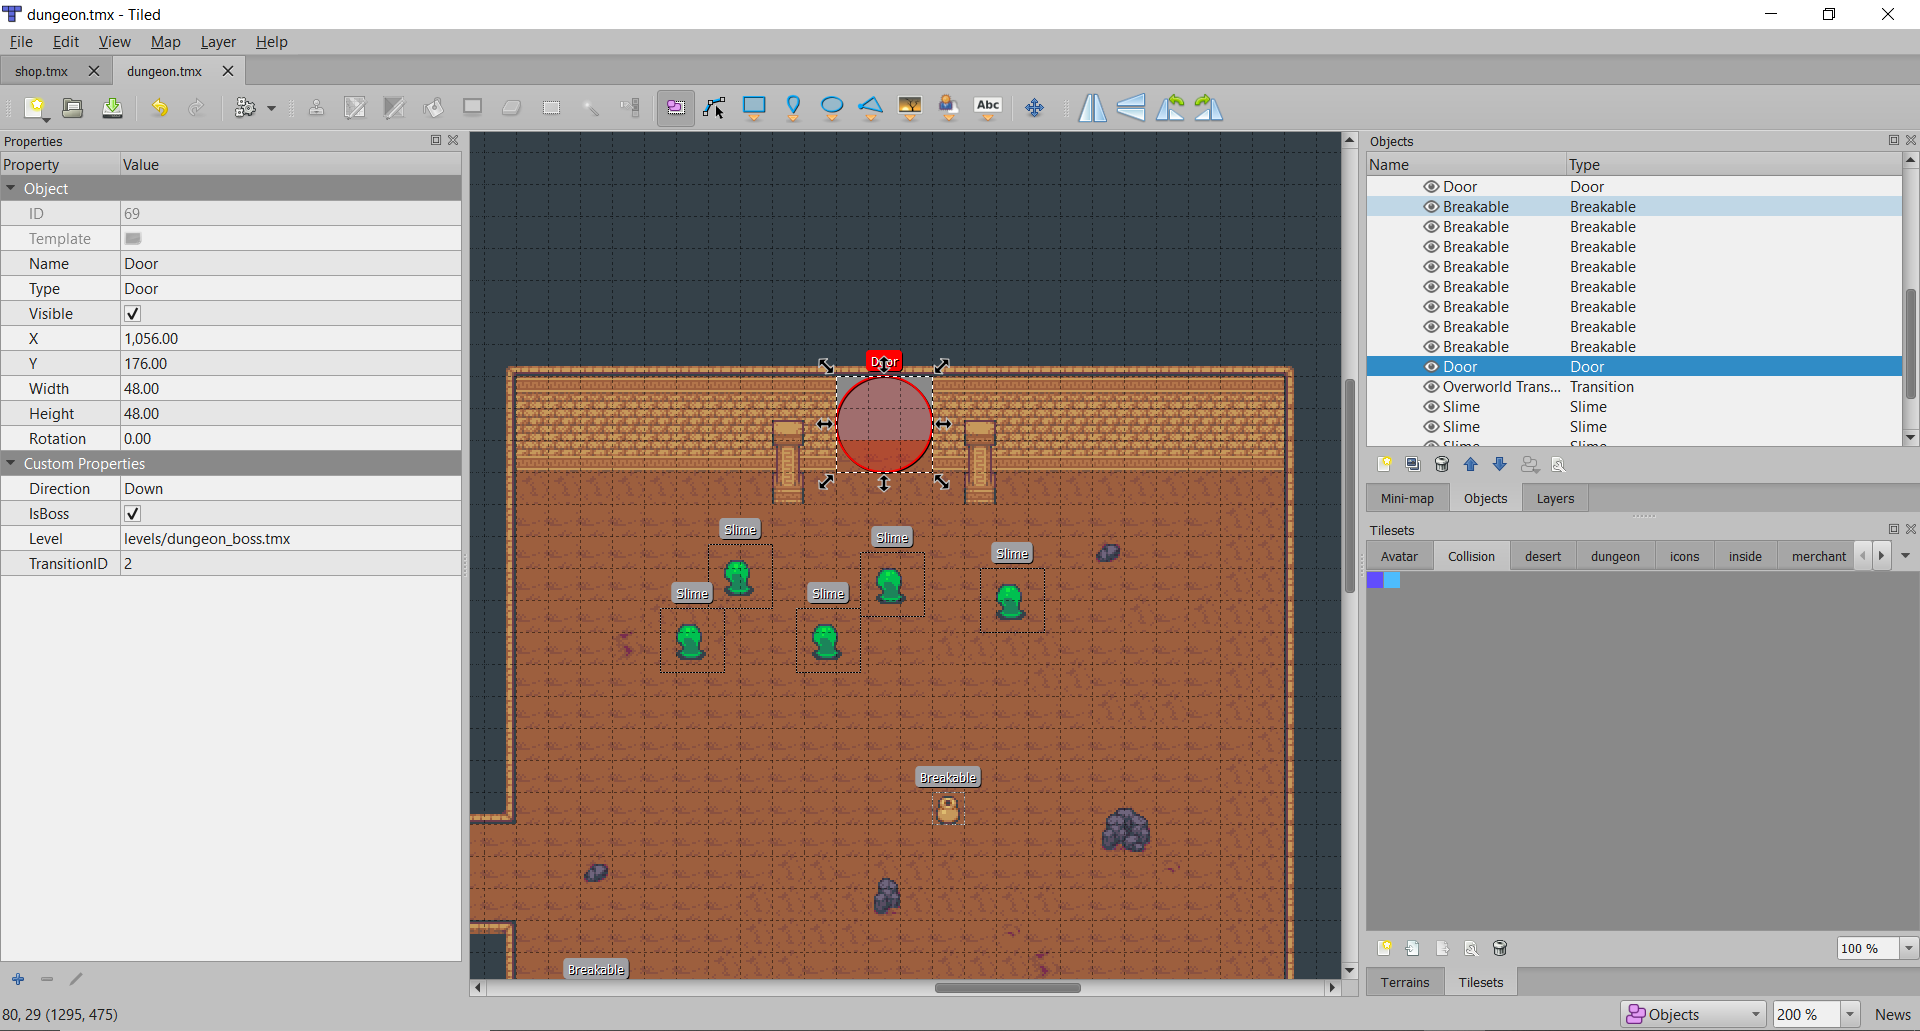 dungeon.tmx - Tiled
File Edit View Map Layer Help
shop.tmx dungeon.tmx
Abc
Properties
Property Value
Object
ID 69
Template
Name Door
Type Door
Visible
X 1,056.00
Y 176.00
Width 48.00
Height 48.00
Rotation 0.00
Custom Properties
Direction Down
IsBoss
Level levels/dungeon_boss.tmx
TransitionID 2
80, 29 (1295, 475)
Door
Slime
Slime
Slime
Slime
Slime
Breakable
Breakable
Objects
Name Type
Door Door
Breakable Breakable
Breakable Breakable
Breakable Breakable
Breakable Breakable
Breakable Breakable
Breakable Breakable
Breakable Breakable
Breakable Breakable
Door Door
Overworld Trans... Transition
Slime Slime
Slime Slime
Slime Slime
Mini-map Objects Layers
Tilesets
Avatar Collision desert dungeon icons inside merchant
100 %
Terrains Tilesets
Objects 200 % News